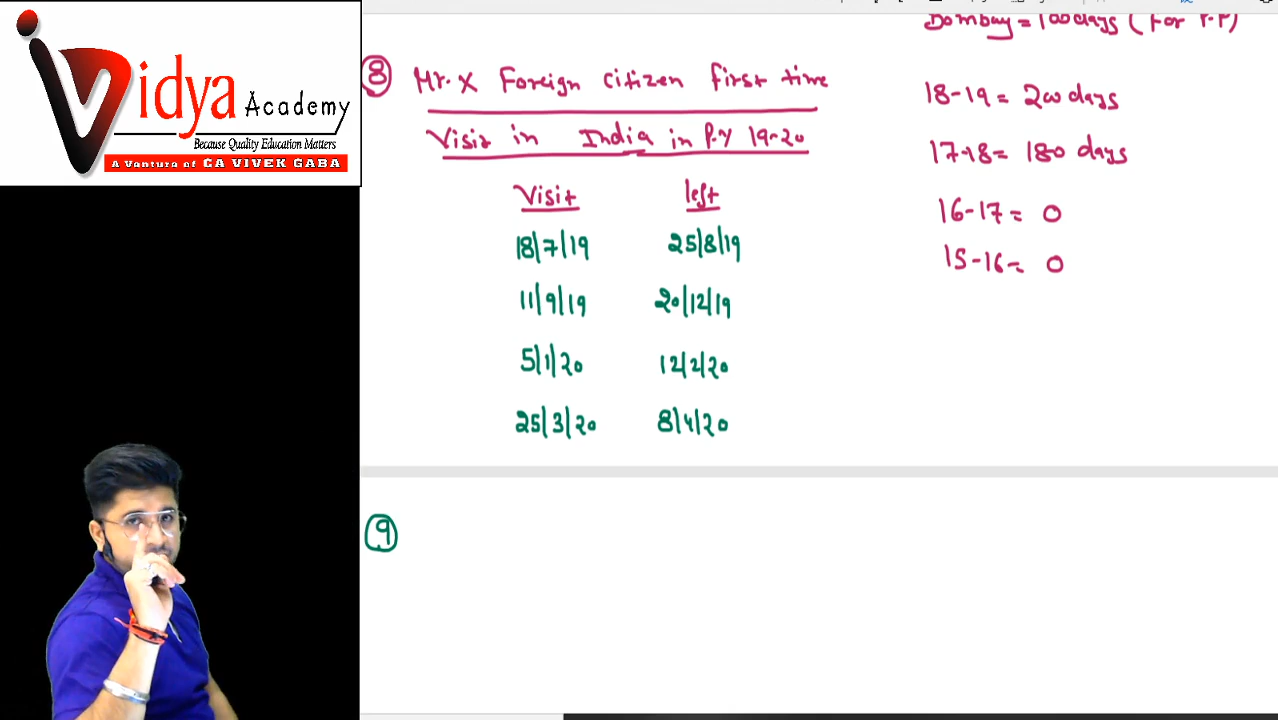 Vidya Academy
Because Quality Education Matters
A Ventura of CA VIVEK GABA
Bombay = 100 days (For P.P)
⑧ Mr. X Foreign citizen first time
Visit in India in P.Y 19-20
Visit left
18/7/19 25/8/19
11/9/19 20/12/19
5/1/20 12/2/20
25/3/20 8/4/20
18-19 = 200 days
17-18 = 180 days
16-17 = 0
15-16 = 0
⑨